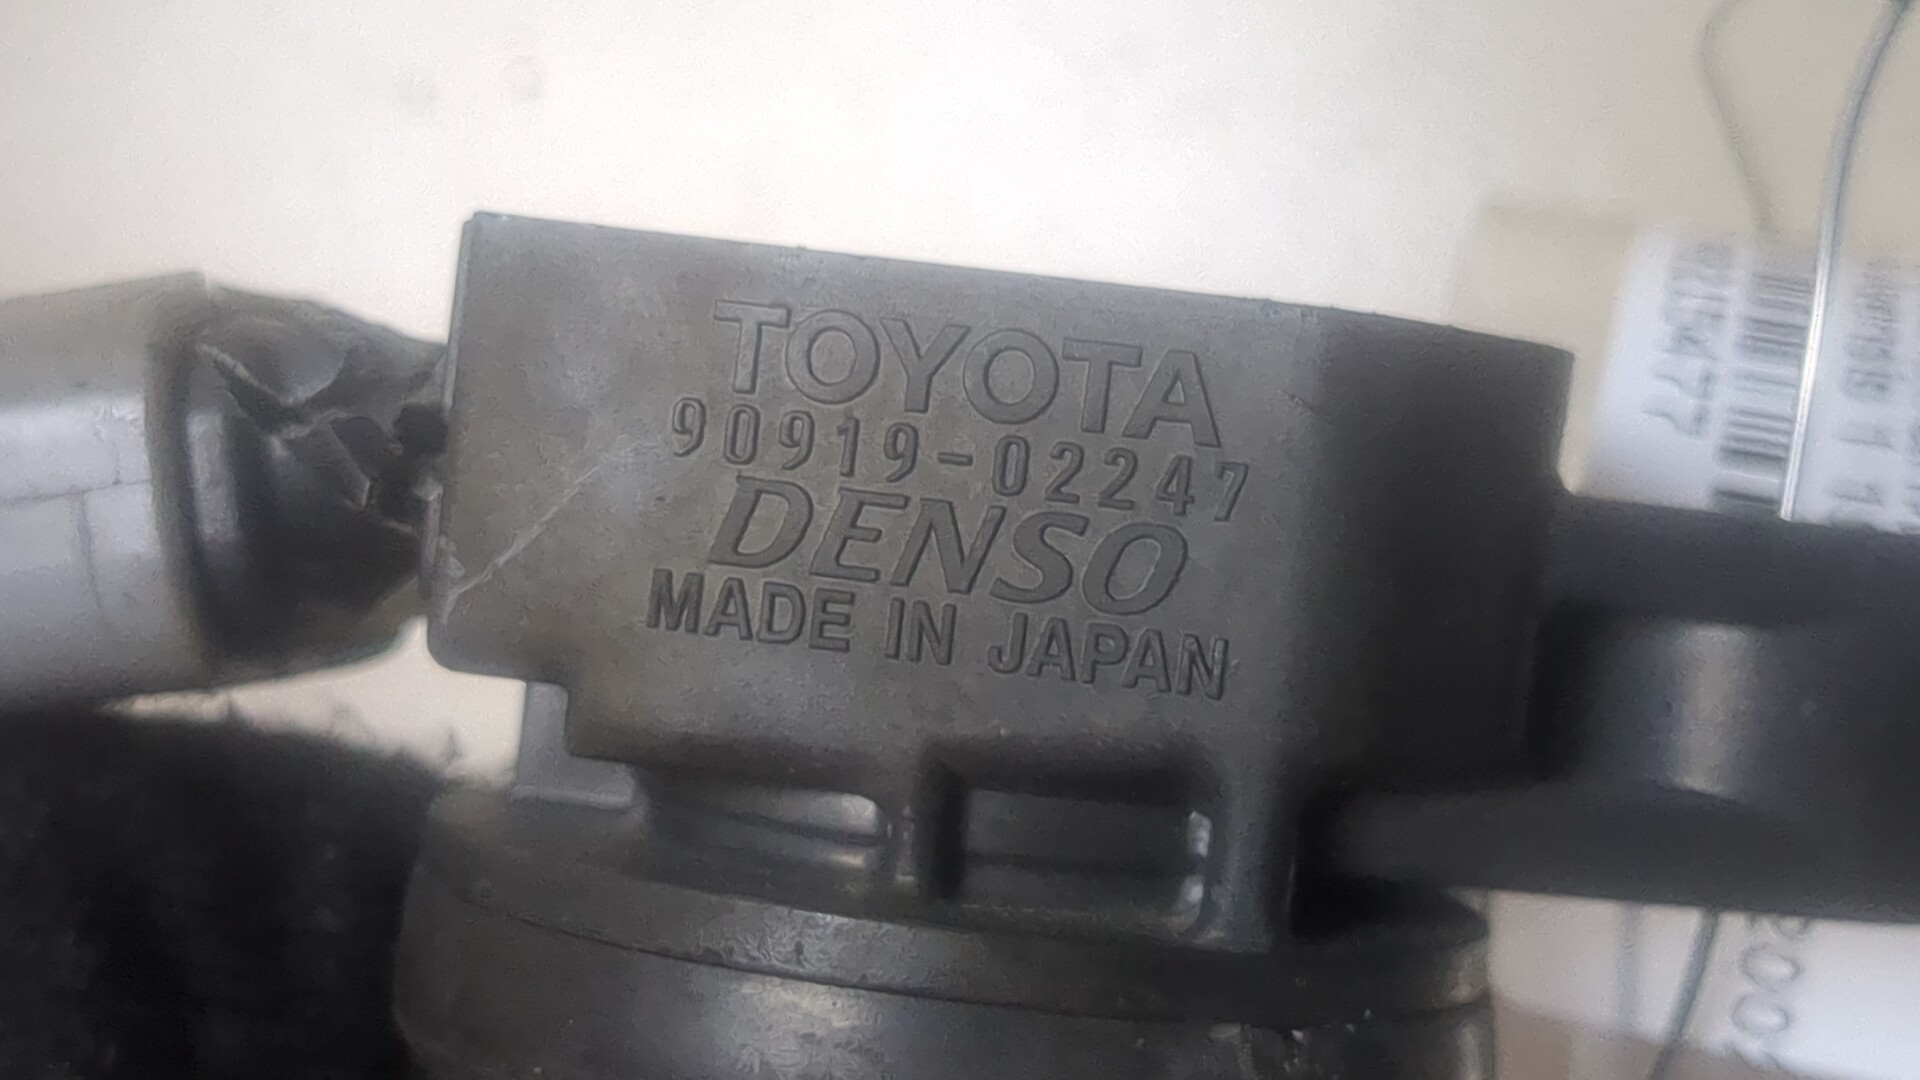 TOYOTA
90919-02247
DENSO
MADE IN JAPAN